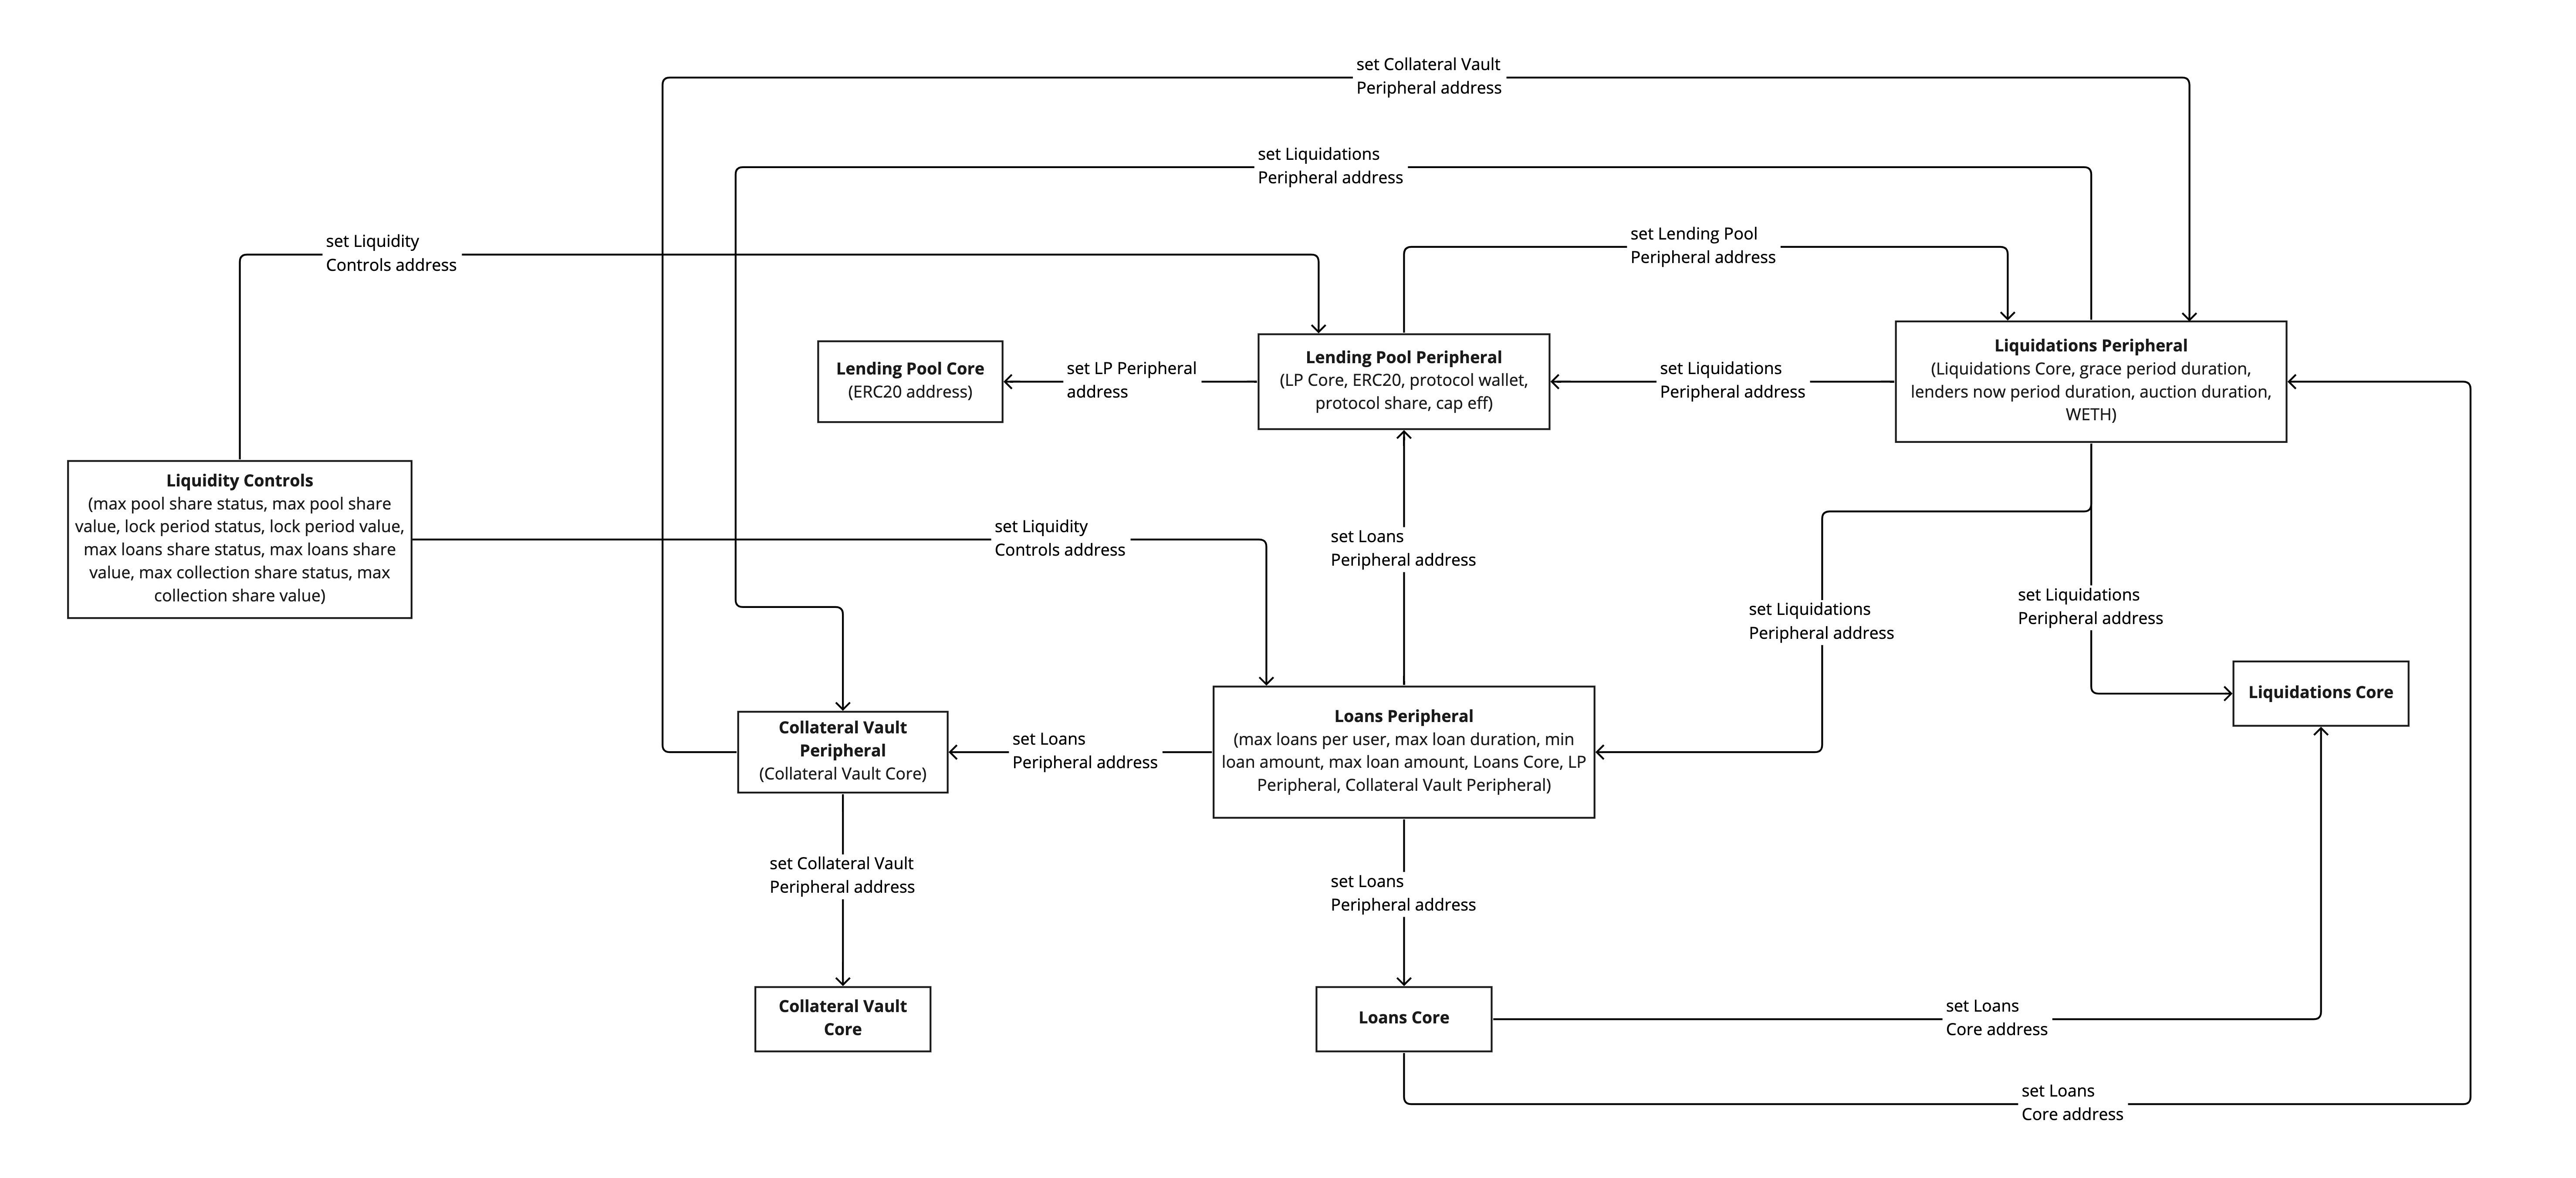 set Collateral Vault
Peripheral address
set Liquidations
Peripheral address
set Liquidity
Controls address
set Lending Pool
Peripheral address
Lending Pool Core
(ERC20 address)
set LP Peripheral
address
Lending Pool Peripheral
(LP Core, ERC20, protocol wallet,
protocol share, cap eff)
set Liquidations
Peripheral address
Liquidations Peripheral
(Liquidations Core, grace period duration,
lenders now period duration, auction duration,
WETH)
Liquidity Controls
(max pool share status, max pool share
value, lock period status, lock period value,
max loans share status, max loans share
value, max collection share status, max
collection share value)
set Liquidity
Controls address
set Loans
Peripheral address
set Liquidations
Peripheral address
set Liquidations
Peripheral address
Liquidations Core
Collateral Vault
Peripheral
(Collateral Vault Core)
set Loans
Peripheral address
Loans Peripheral
(max loans per user, max loan duration, min
loan amount, max loan amount, Loans Core, LP
Peripheral, Collateral Vault Peripheral)
set Collateral Vault
Peripheral address
set Loans
Peripheral address
Collateral Vault
Core
Loans Core
set Loans
Core address
set Loans
Core address